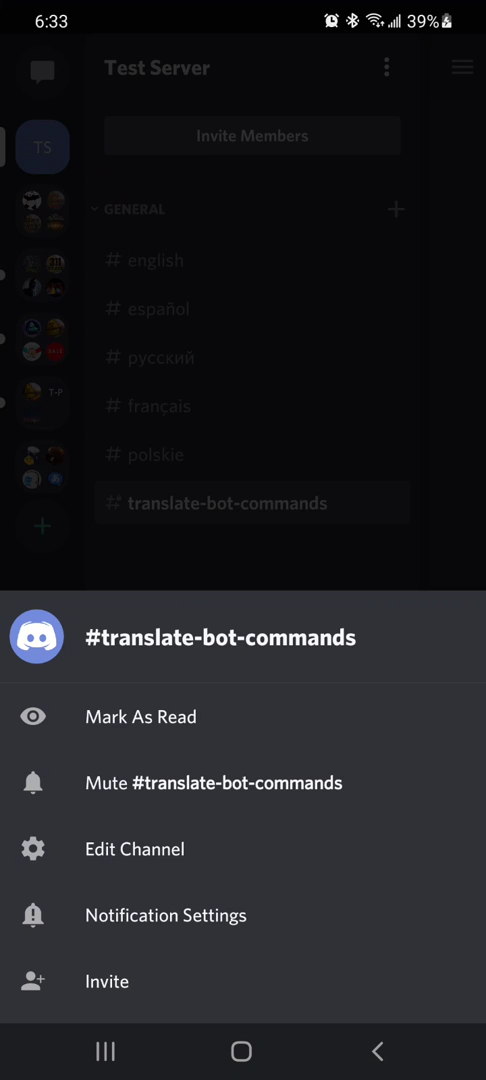 6:33
39%
Test Server
TS
Invite Members
GENERAL
# english
# español
# русский
# français
T-P
# polskie
# translate-bot-commands
#translate-bot-commands
Mark As Read
Mute #translate-bot-commands
Edit Channel
Notification Settings
Invite